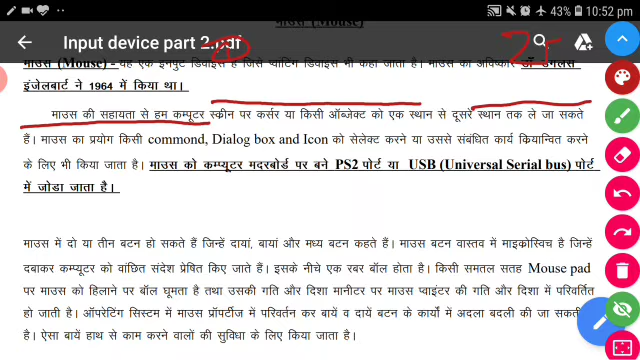 43% 10:52 pm
माउस (Mouse)
Input device part 2.pdf
माउस (Mouse) - यह एक इनपुट डिवाइस है जिसे प्वाइंटिंग डिवाइस भी कहा जाता है। माउस का आविष्कार डॉ डगलस
इंजेलबार्ट ने 1964 में किया था।
माउस की सहायता से हम कम्प्यूटर स्क्रीन पर कर्सर या किसी ऑब्जेक्ट को एक स्थान से दूसरे स्थान तक ले जा सकते
हैं। माउस का प्रयोग किसी commond, Dialog box and Icon को सेलेक्ट करने या उससे संबंधित कार्य क्रियान्वित करने
के लिए भी किया जाता है। माउस को कम्प्यूटर मदरबोर्ड पर बने PS2 पोर्ट या USB (Universal Serial bus) पोर्ट
में जोडा जाता है।
माउस में दो या तीन बटन हो सकते हैं जिन्हें दायां, बायां और मध्य बटन कहते हैं। माउस बटन वास्तव में माइक्रोस्विच है जिन्हें
दबाकर कम्प्यूटर को वांछित संदेश प्रेषित किए जाते हैं। इसके नीचे एक रबर बॉल होता है। किसी समतल सतह Mouse pad
पर माउस को हिलाने पर बॉल घूमता है तथा उसकी गति और दिशा मानीटर पर माउस प्वाइंटर की गति और दिशा में परिवर्तित
हो जाती है। ऑपरेटिंग सिस्टम में माउस प्रॉपर्टीज में परिवर्तन कर बायें व दायें बटन के कार्यो में अदला बदली की जा सकती
है। ऐसा बायें हाथ से काम करने वालों की सुविधा के लिए किया जाता है।